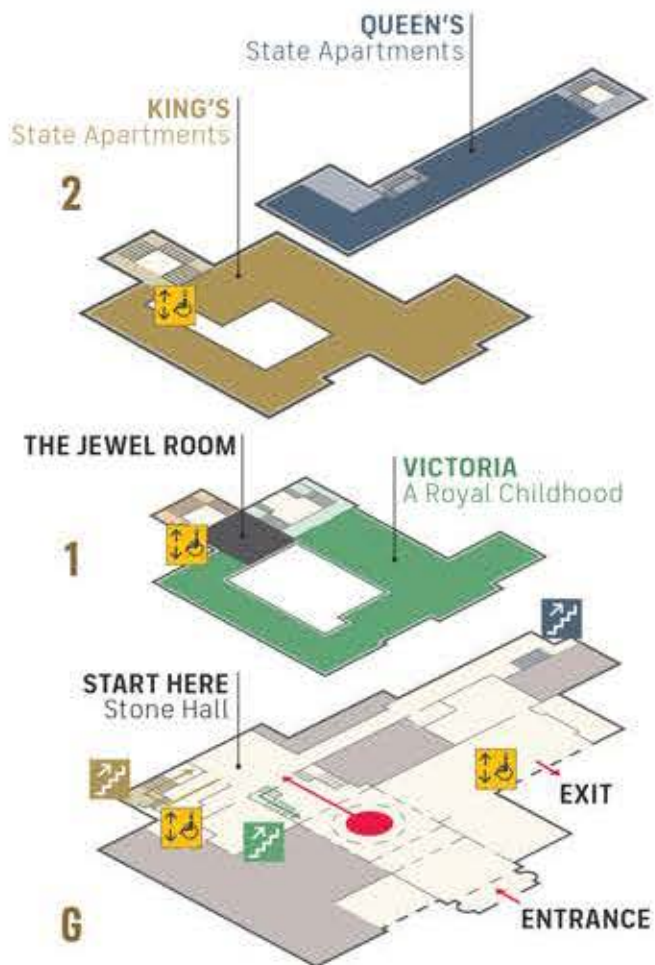 QUEEN'S
State Apartments
KING'S
State Apartments
2
THE JEWEL ROOM
VICTORIA
A Royal Childhood
1
START HERE
Stone Hall
EXIT
ENTRANCE
G